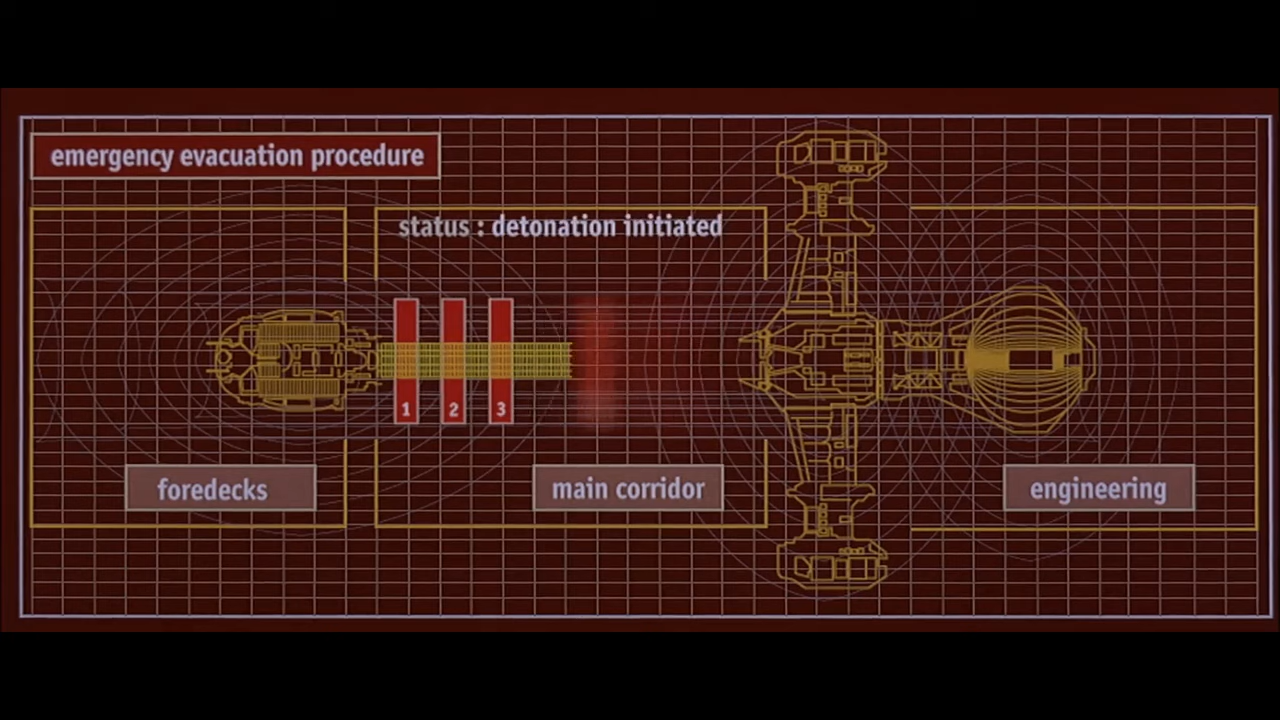 emergency evacuation procedure
status : detonation initiated
1 2 3
foredecks
main corridor
engineering